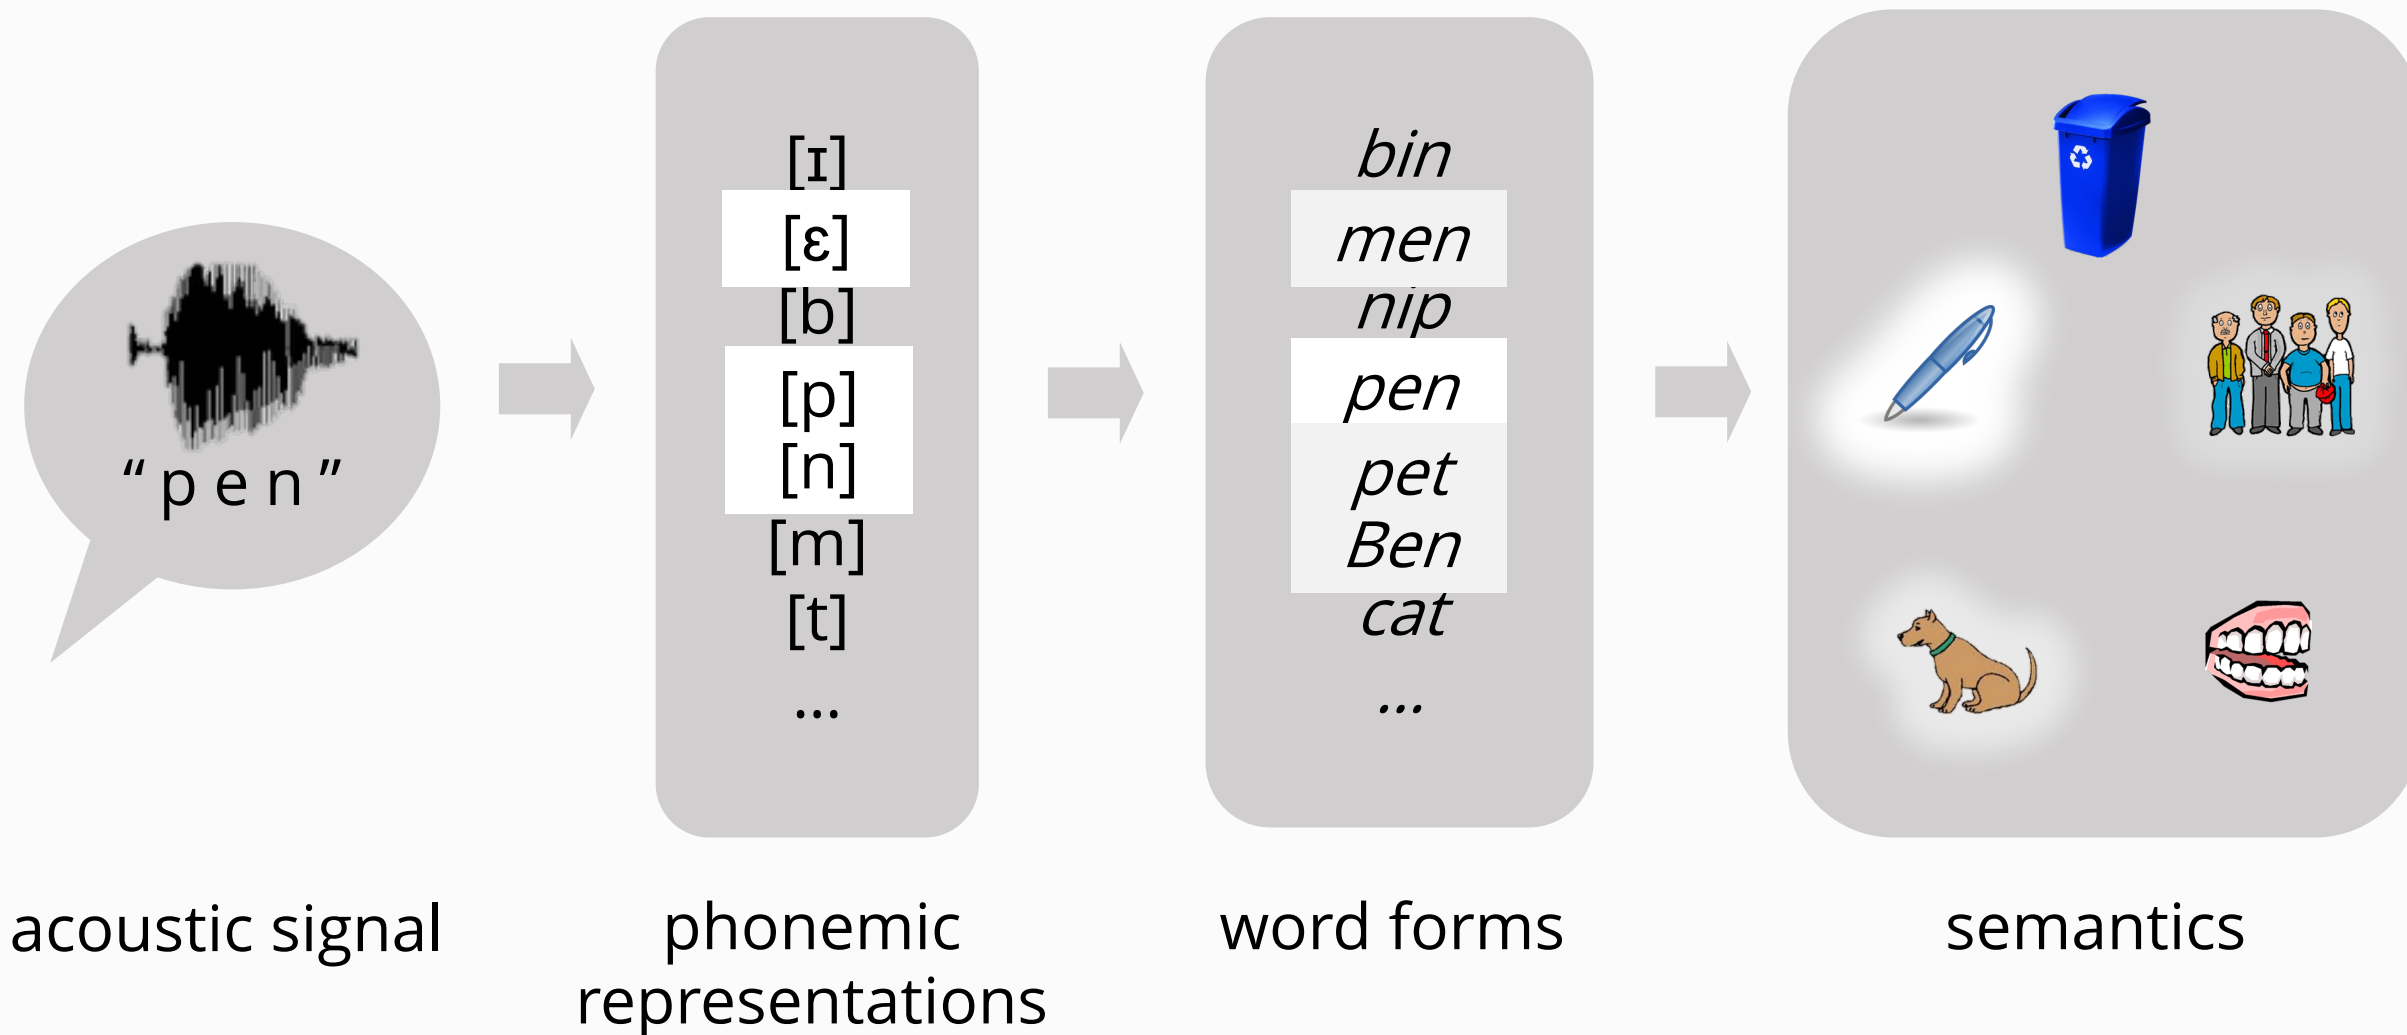 “pen”
[ɪ]
[ɛ]
[b]
[p]
[n]
[m]
[t]
...
bin
men
nip
pen
pet
Ben
cat
...
acoustic signal
phonemic
representations
word forms
semantics